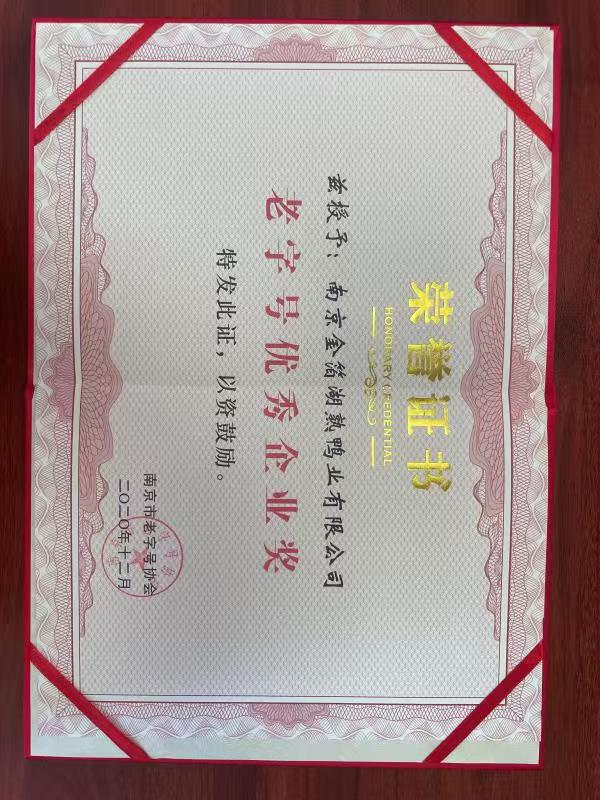 荣誉证书
HONORARY CREDENTIAL
兹授予：南京金箔湖熟鸭业有限公司
老字号优秀企业奖
特发此证，以资鼓励。
南京市老字号协会
二〇二〇年十二月